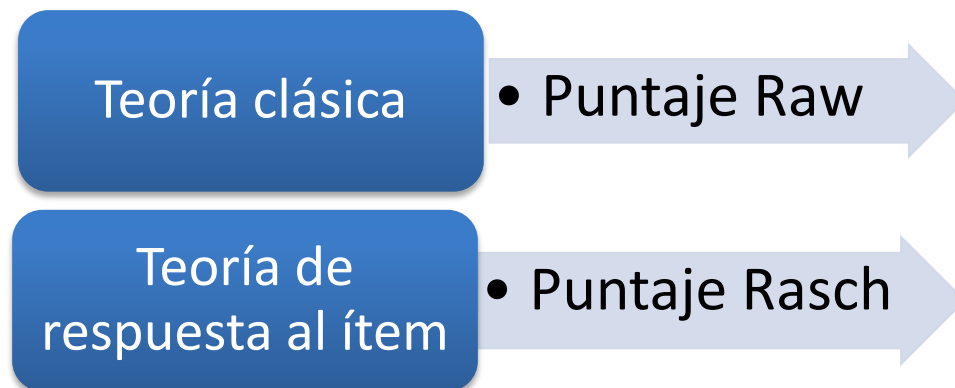 Teoría clásica
• Puntaje Raw
Teoría de
respuesta al ítem
• Puntaje Rasch